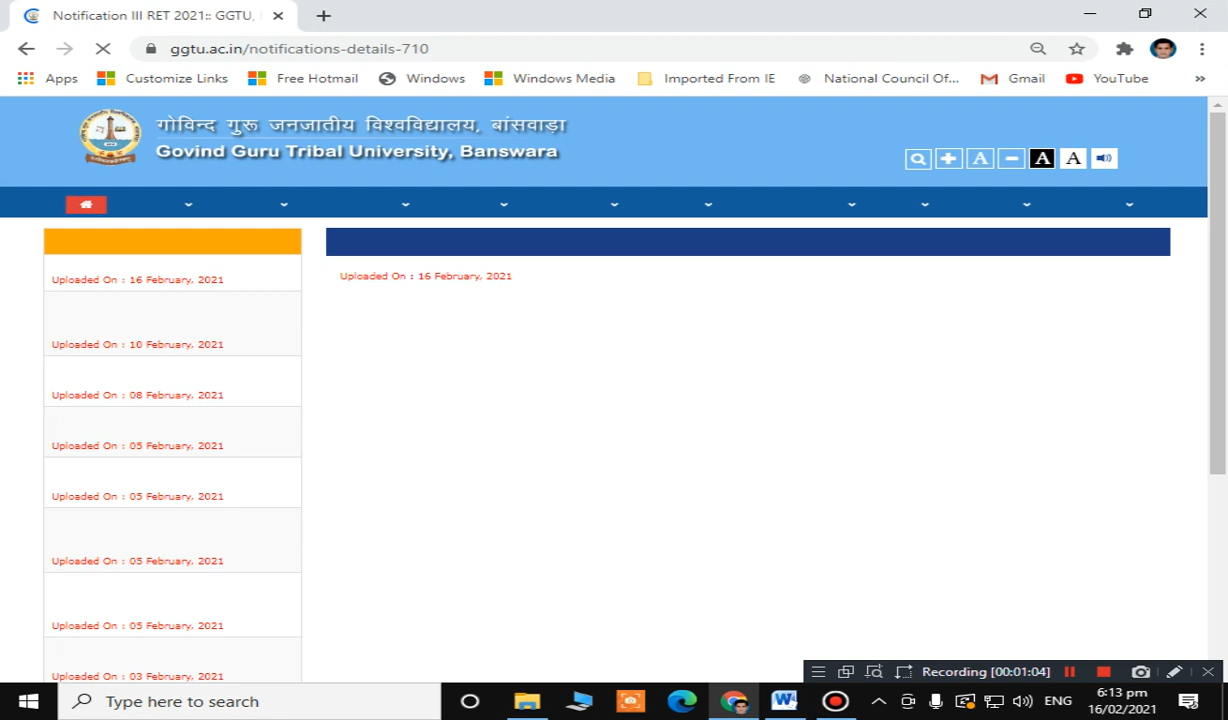 Notification III RET 2021:: GGTU,
ggtu.ac.in/notifications-details-710
Apps Customize Links Free Hotmail Windows Windows Media Imported From IE National Council Of... Gmail YouTube »
गोविन्द गुरू जनजातीय विश्वविद्यालय, बांसवाड़ा
Govind Guru Tribal University, Banswara
A A A
Uploaded On : 16 February, 2021
Uploaded On : 16 February, 2021
Uploaded On : 10 February, 2021
Uploaded On : 08 February, 2021
Uploaded On : 05 February, 2021
Uploaded On : 05 February, 2021
Uploaded On : 05 February, 2021
Uploaded On : 05 February, 2021
Uploaded On : 03 February, 2021
Recording [00:01:04]
Type here to search
ENG
6:13 pm
16/02/2021